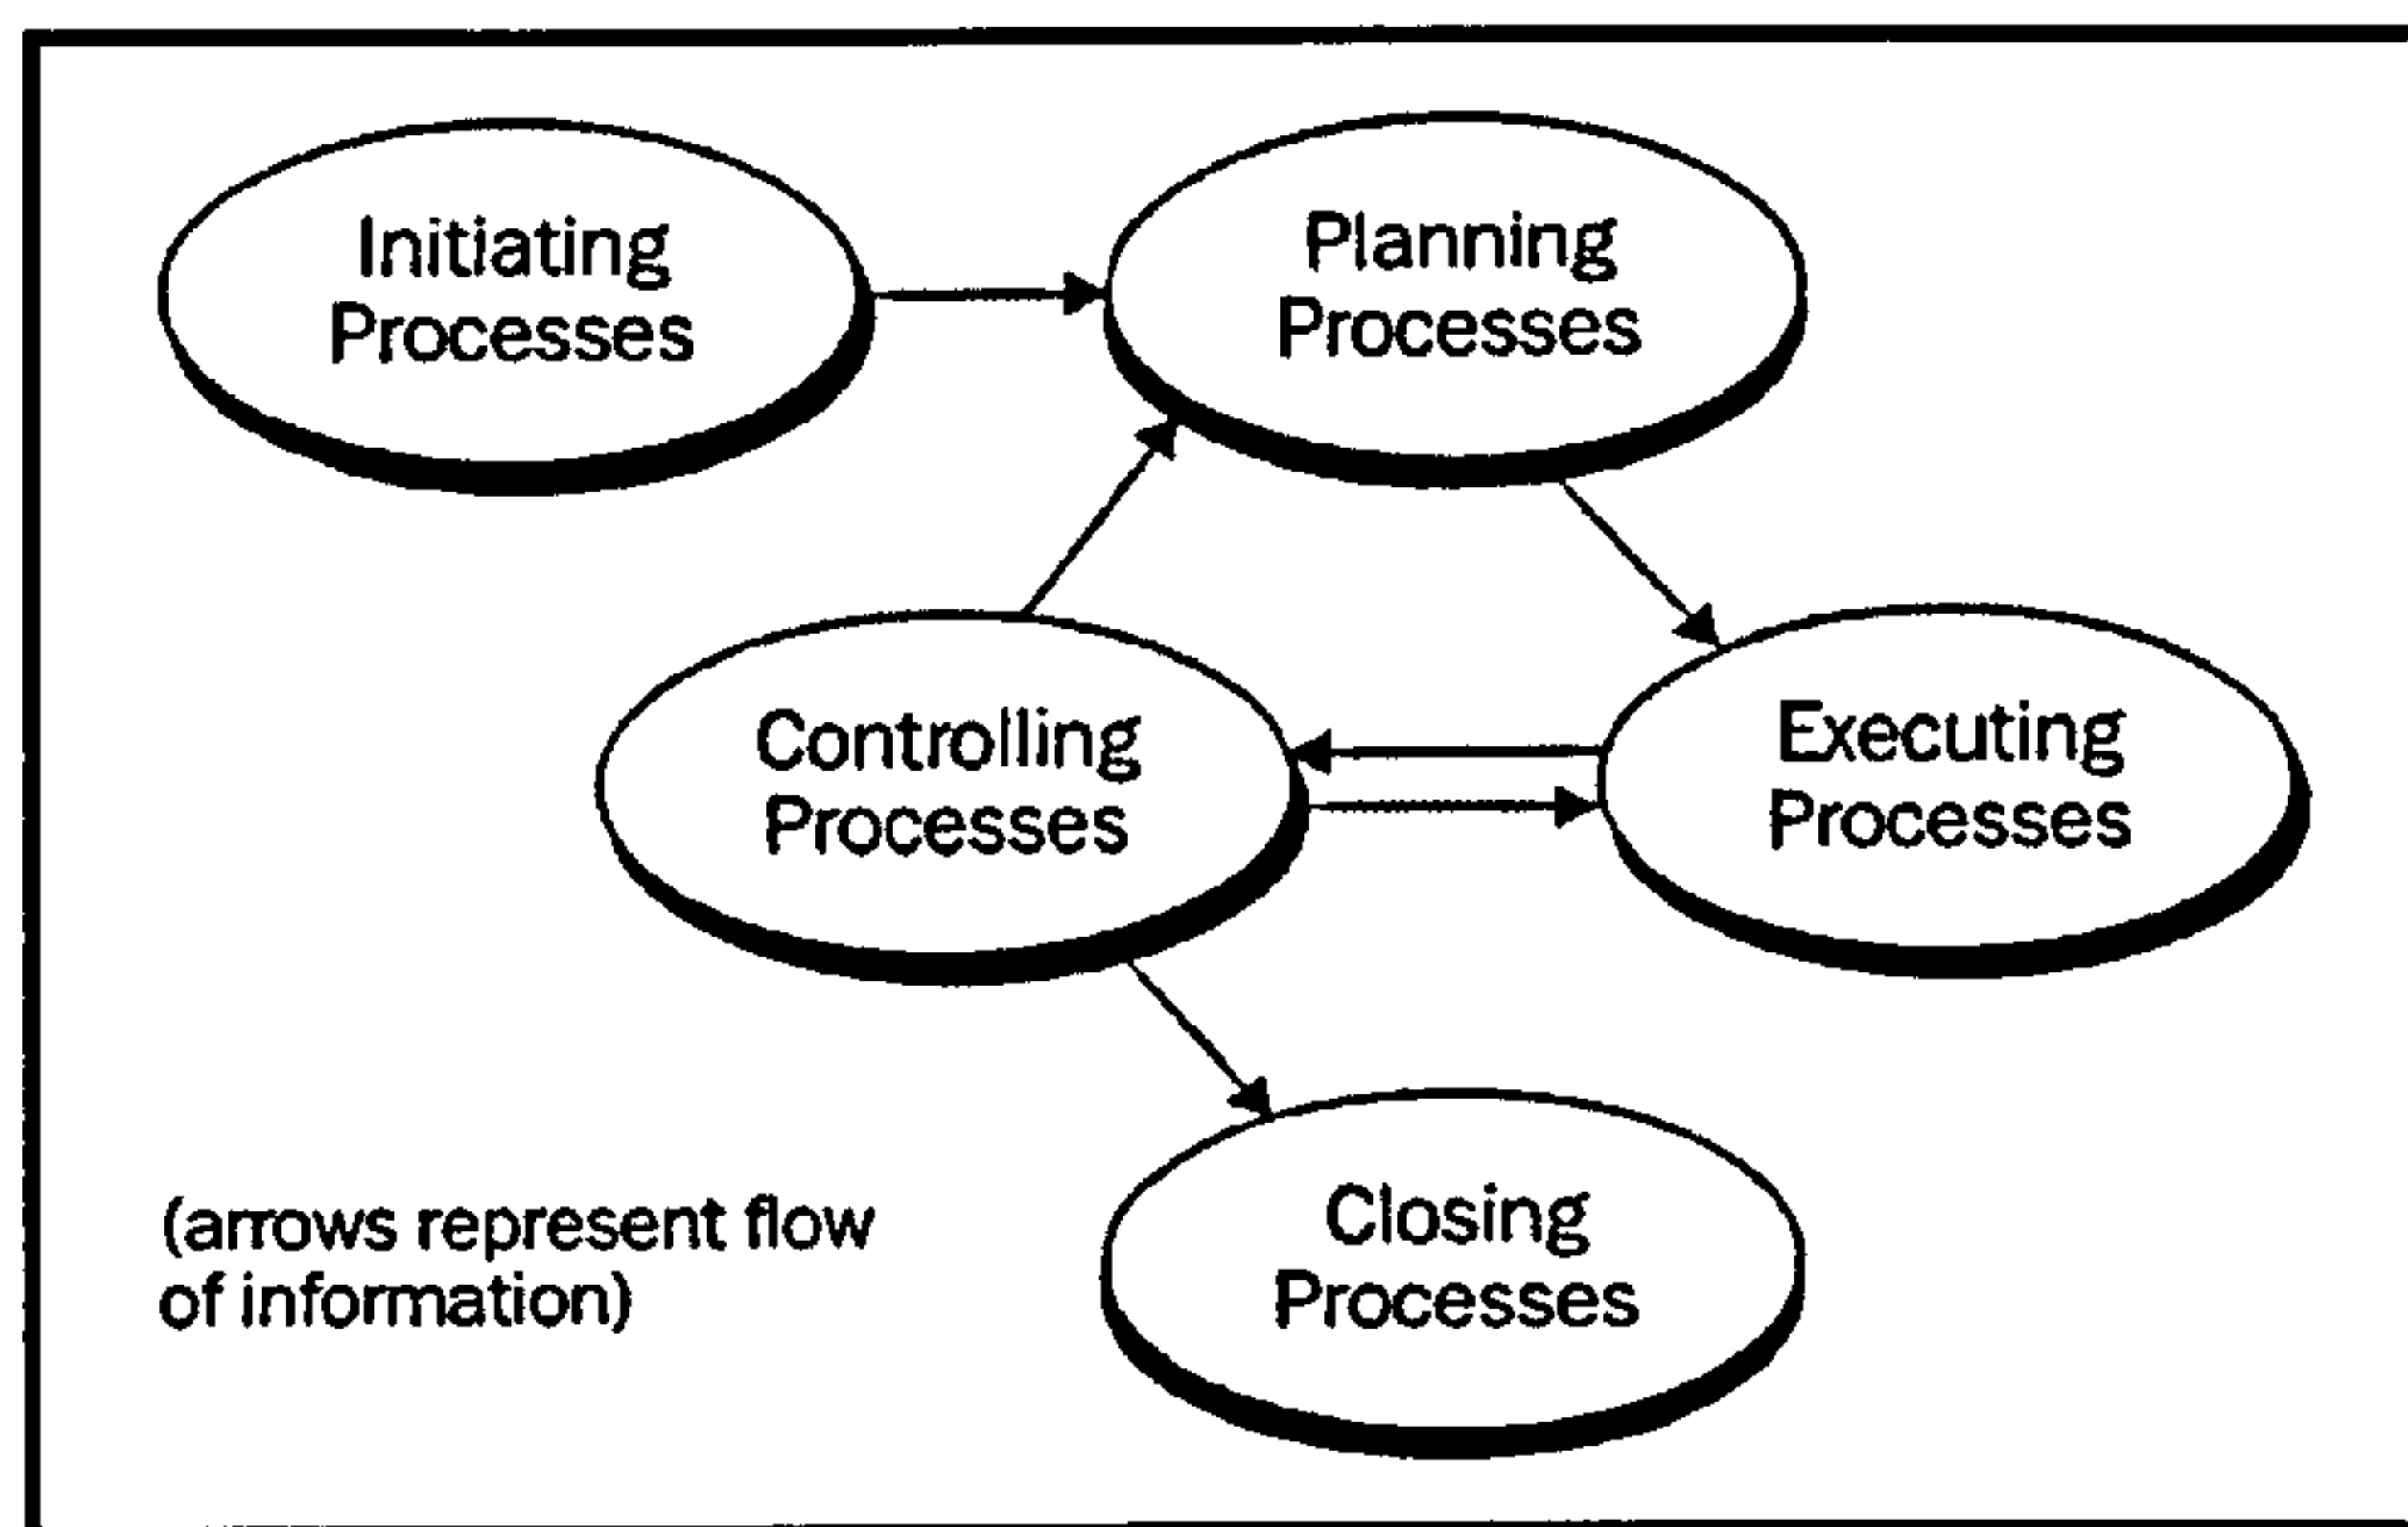 Initiating
Processes
Planning
Processes
Controlling
Processes
Executing
Processes
Closing
Processes
(arrows represent flow
of information)